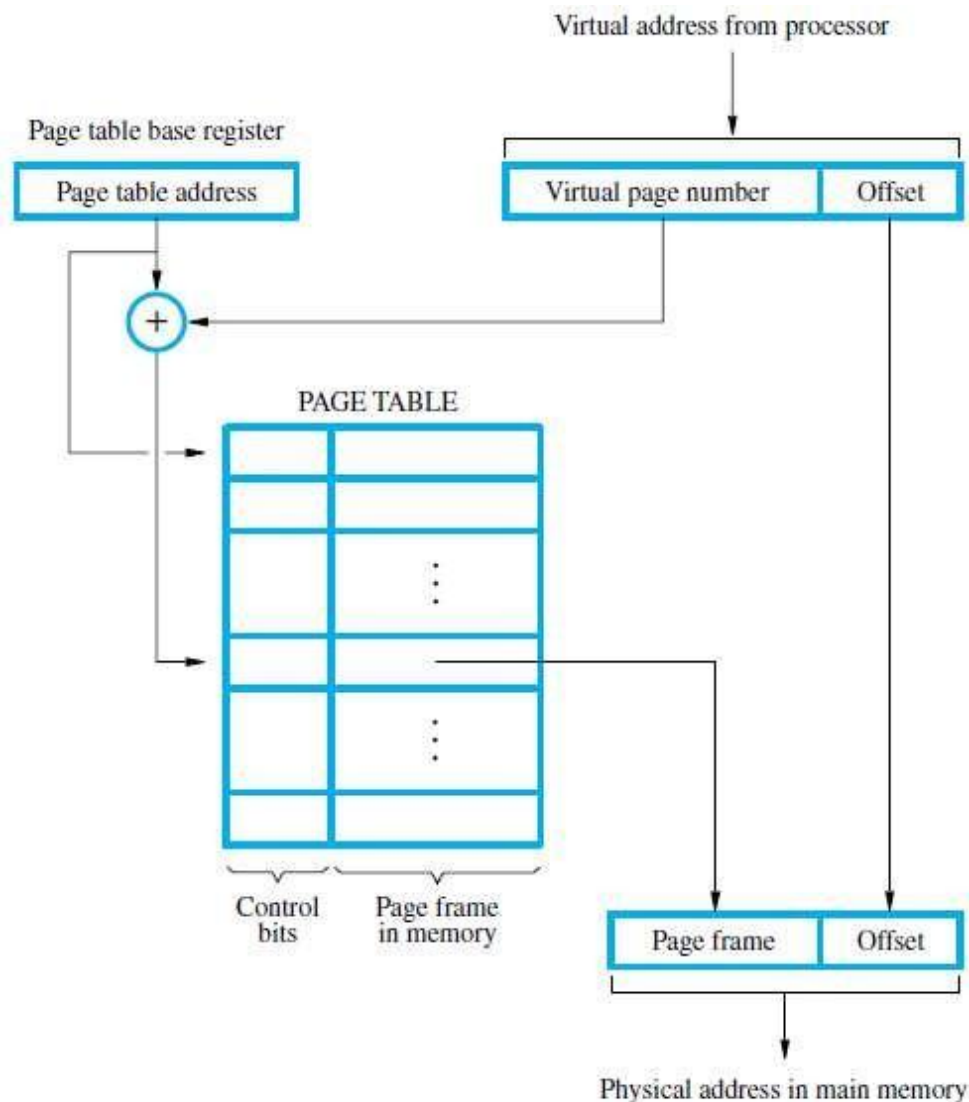 Virtual address from processor
Page table base register
Page table address
Virtual page number
Offset
+
PAGE TABLE
Control
bits
Page frame
in memory
Page frame
Offset
Physical address in main memory